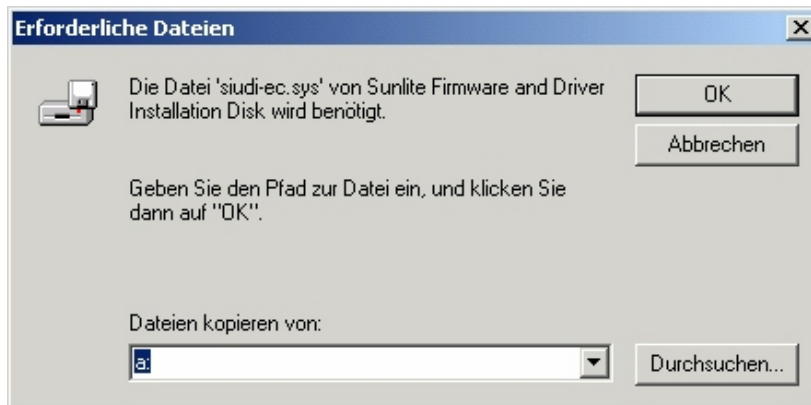 Erforderliche Dateien
Die Datei 'siudi-ec.sys' von Sunlite Firmware and Driver
Installation Disk wird benötigt.
OK
Abbrechen
Geben Sie den Pfad zur Datei ein, und klicken Sie
dann auf "OK".
Dateien kopieren von:
a:
Durchsuchen...